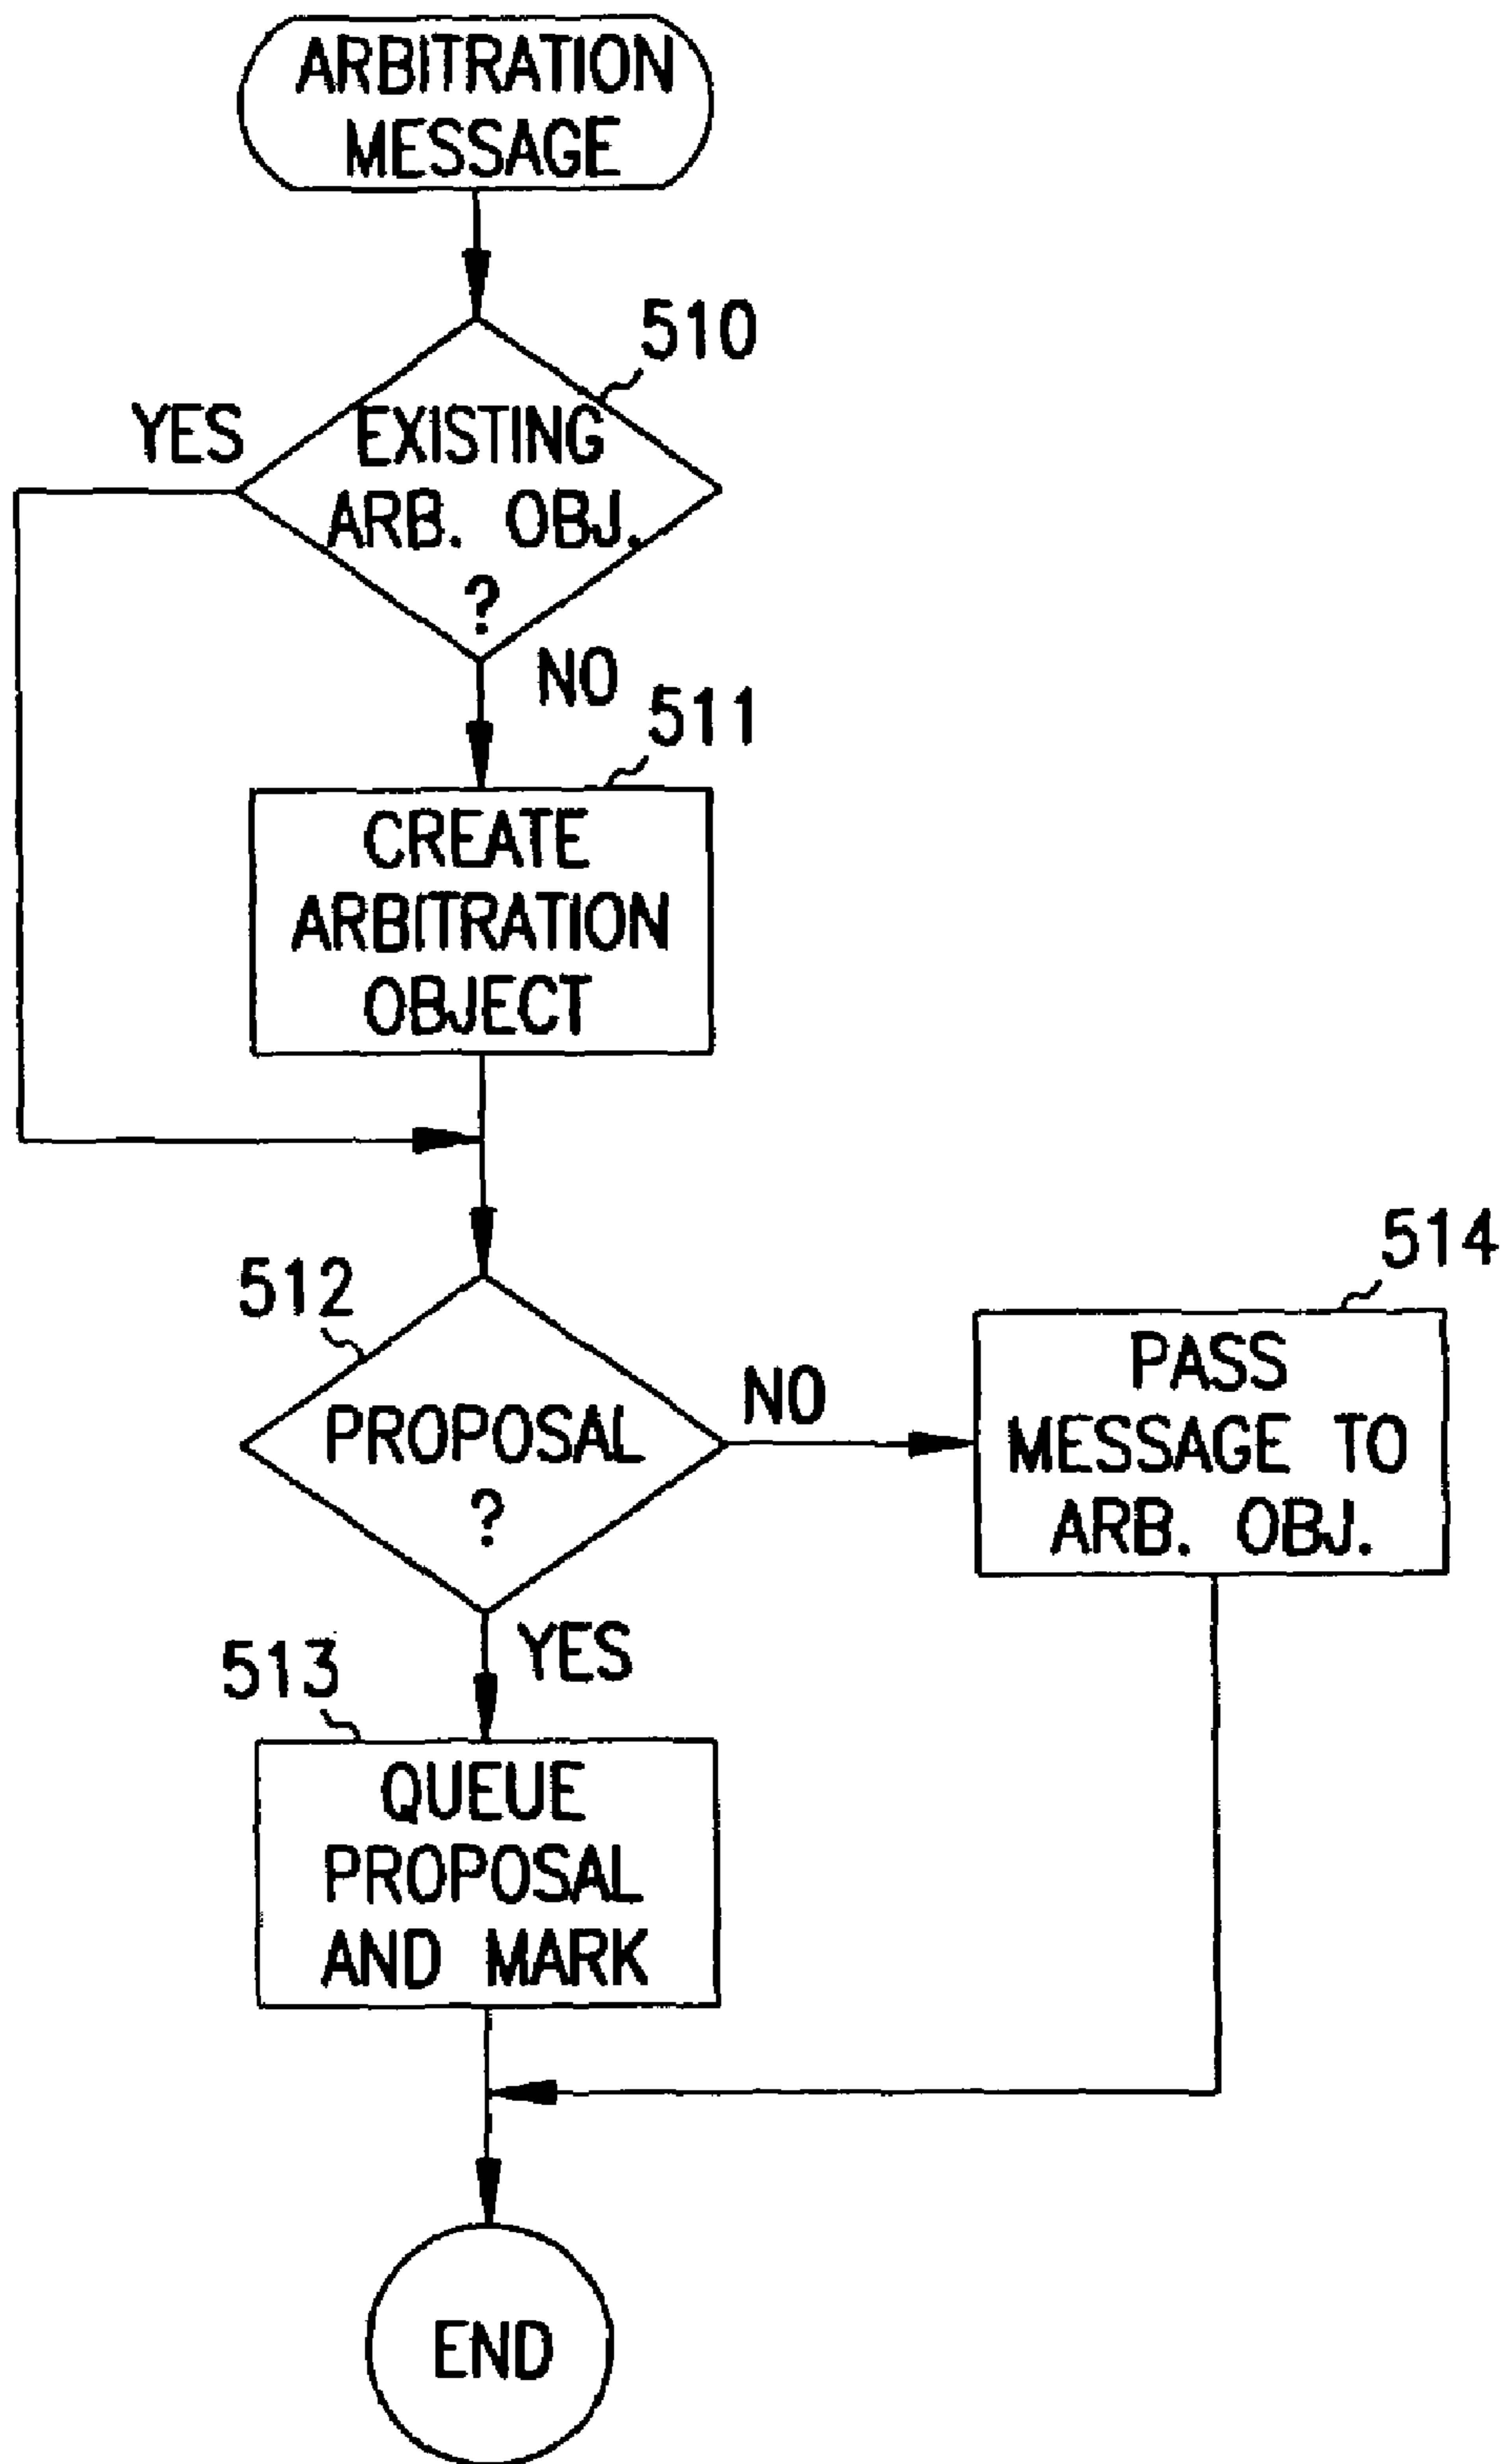 ARBITRATION
MESSAGE
510
YES
EXISTING
ARB. OBJ.
?
NO
511
CREATE
ARBITRATION
OBJECT
514
512
PASS
MESSAGE TO
ARB. OBJ.
NO
PROPOSAL
?
YES
513
QUEUE
PROPOSAL
AND MARK
END